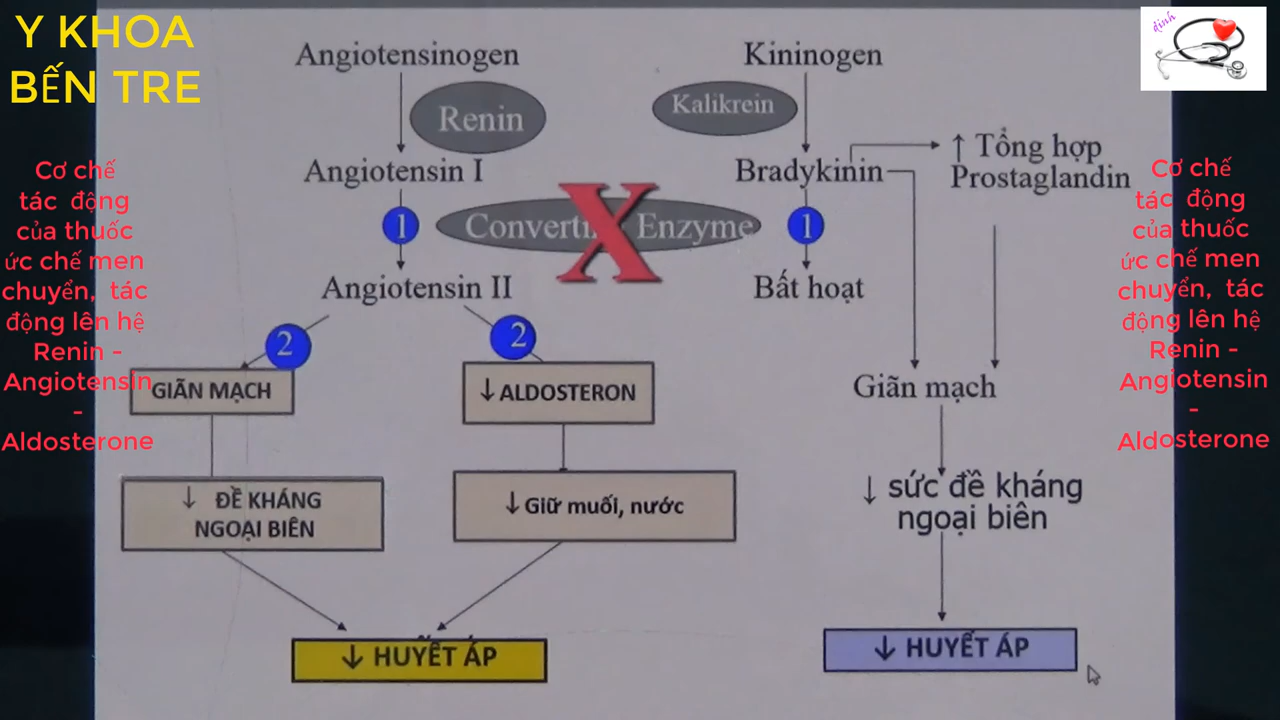 Y KHOA
BẾN TRE
định
Angiotensinogen
Kininogen
Renin
Kalikrein
Angiotensin I
Bradykinin
↑ Tổng hợp
Prostaglandin
1
Converti Enzyme
X
1
Angiotensin II
Bất hoạt
2
2
GIÃN MẠCH
↓ ALDOSTERON
Giãn mạch
↓ ĐỀ KHÁNG
NGOẠI BIÊN
↓ Giữ muối, nước
↓ sức đề kháng
ngoại biên
↓ HUYẾT ÁP
↓ HUYẾT ÁP
Cơ chế
tác động
của thuốc
ức chế men
chuyển, tác
động lên hệ
Renin -
Angiotensin
-
Aldosterone
Cơ chế
tác động
của thuốc
ức chế men
chuyển, tác
động lên hệ
Renin -
Angiotensin
-
Aldosterone